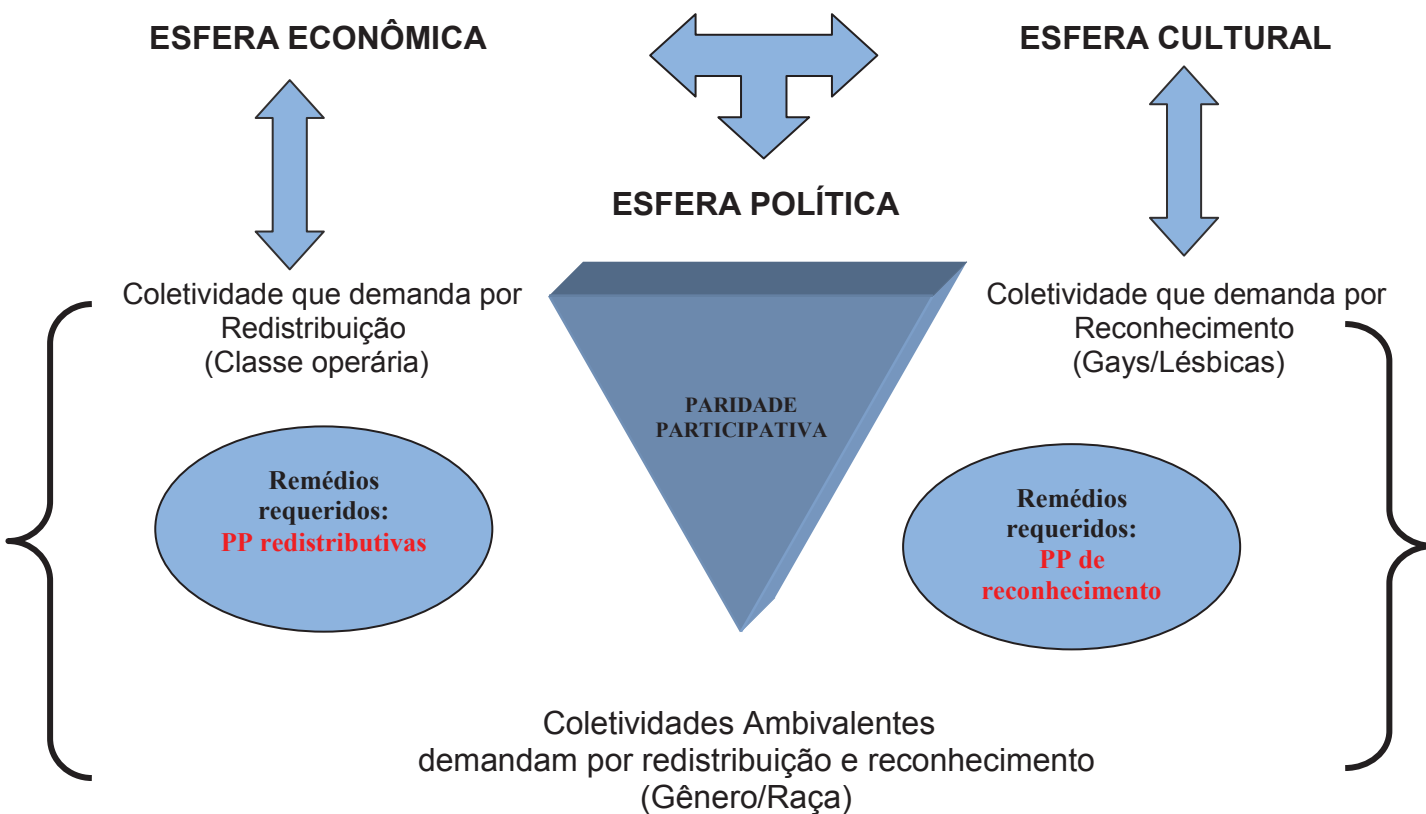 ESFERA ECONÔMICA
ESFERA CULTURAL
ESFERA POLÍTICA
Coletividade que demanda por
Redistribuição
(Classe operária)
Coletividade que demanda por
Reconhecimento
(Gays/Lésbicas)
PARIDADE
PARTICIPATIVA
Remédios
requeridos:
PP redistributivas
Remédios
requeridos:
PP de
reconhecimento
Coletividades Ambivalentes
demandam por redistribuição e reconhecimento
(Gênero/Raça)